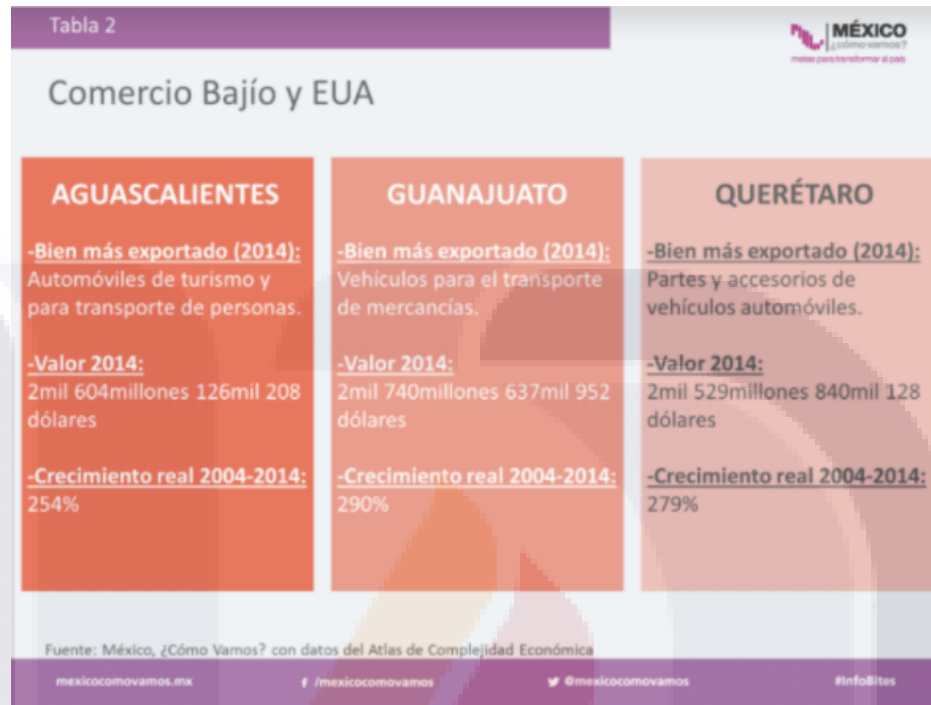 Tabla 2
MÉXICO
¿cómo vamos?
metas para transformar al país
Comercio Bajío y EUA
AGUASCALIENTES
-Bien más exportado (2014):
Automóviles de turismo y
para transporte de personas.
-Valor 2014:
2mil 604millones 126mil 208
dólares
-Crecimiento real 2004-2014:
254%
GUANAJUATO
-Bien más exportado (2014):
Vehículos para el transporte
de mercancías.
-Valor 2014:
2mil 740millones 637mil 952
dólares
-Crecimiento real 2004-2014:
290%
QUERÉTARO
-Bien más exportado (2014):
Partes y accesorios de
vehículos automóviles.
-Valor 2014:
2mil 529millones 840mil 128
dólares
-Crecimiento real 2004-2014:
279%
Fuente: México, ¿Cómo Vamos? con datos del Atlas de Complejidad Económica
mexicocomovamos.mx
/mexicocomovamos
@mexicocomovamos
#InfoBites